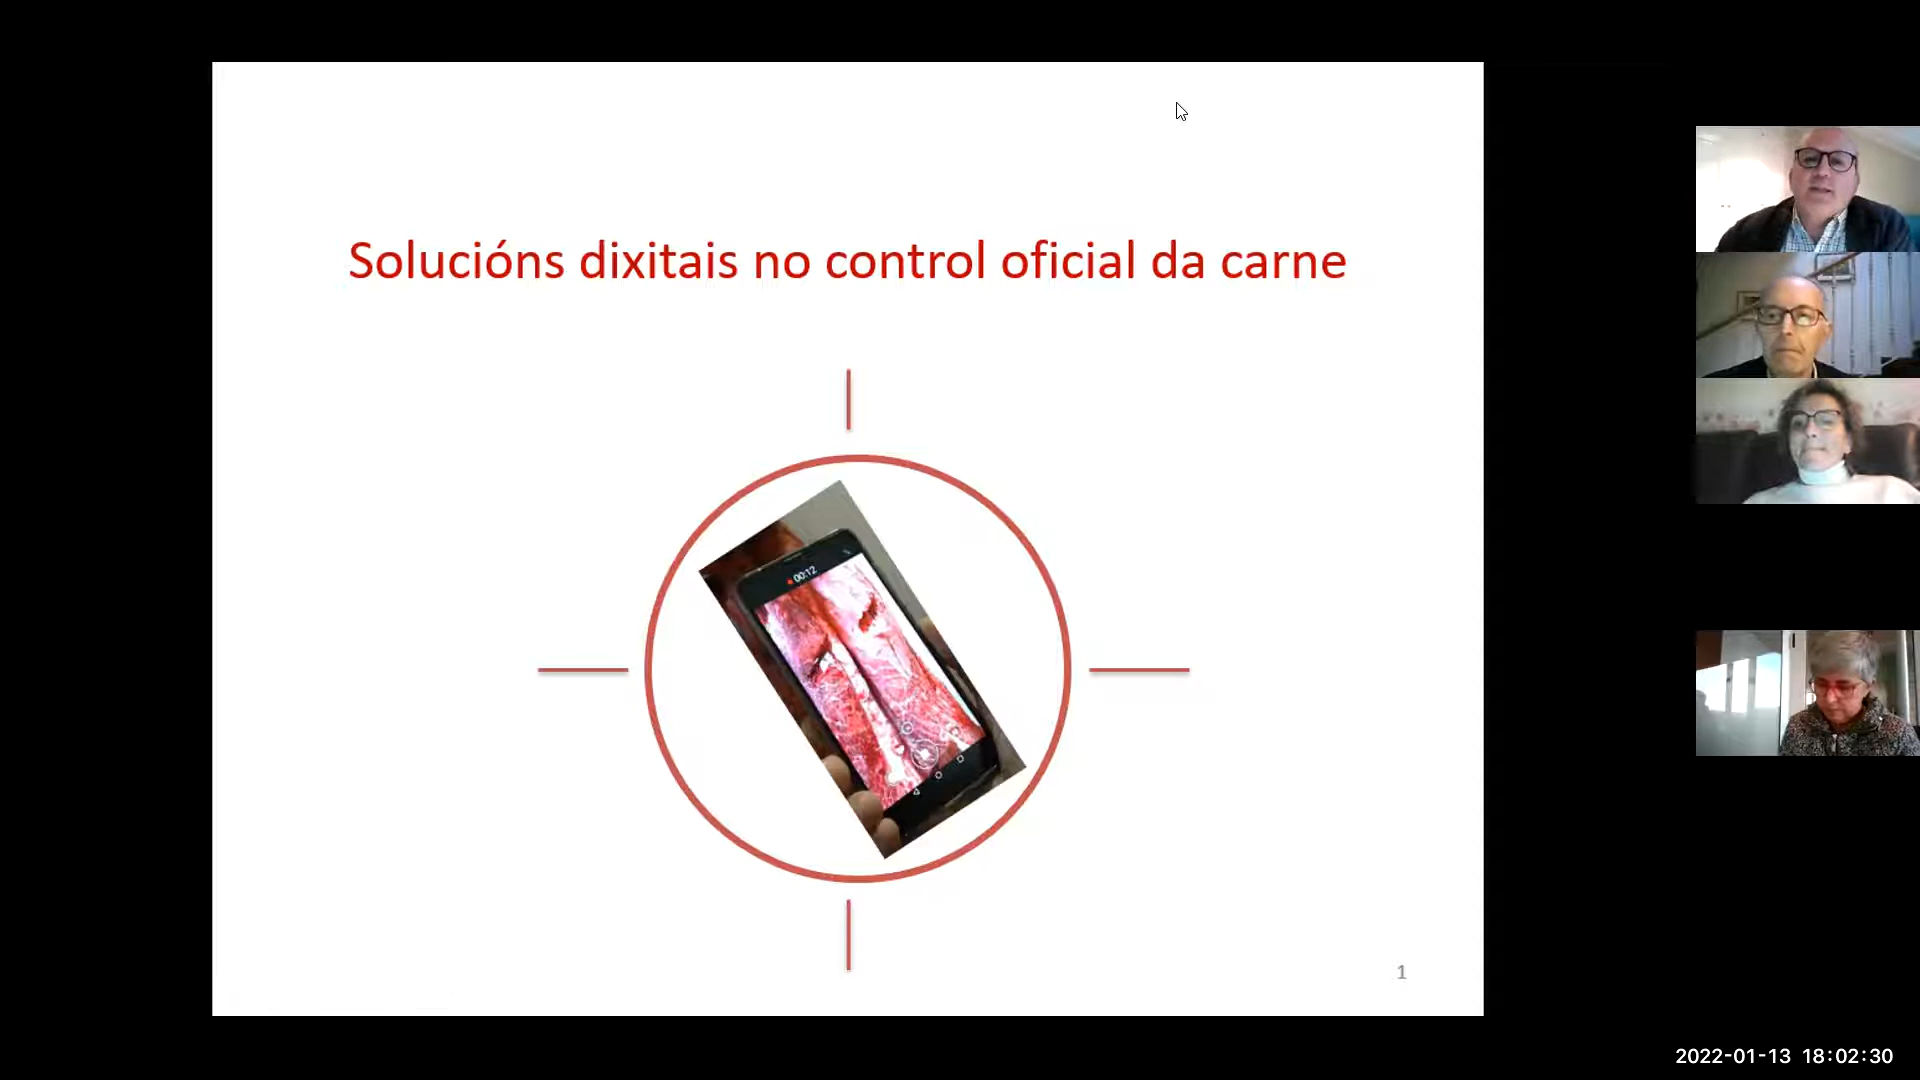 Solucións dixitais no control oficial da carne
00:12
1
2022-01-13 18:02:30